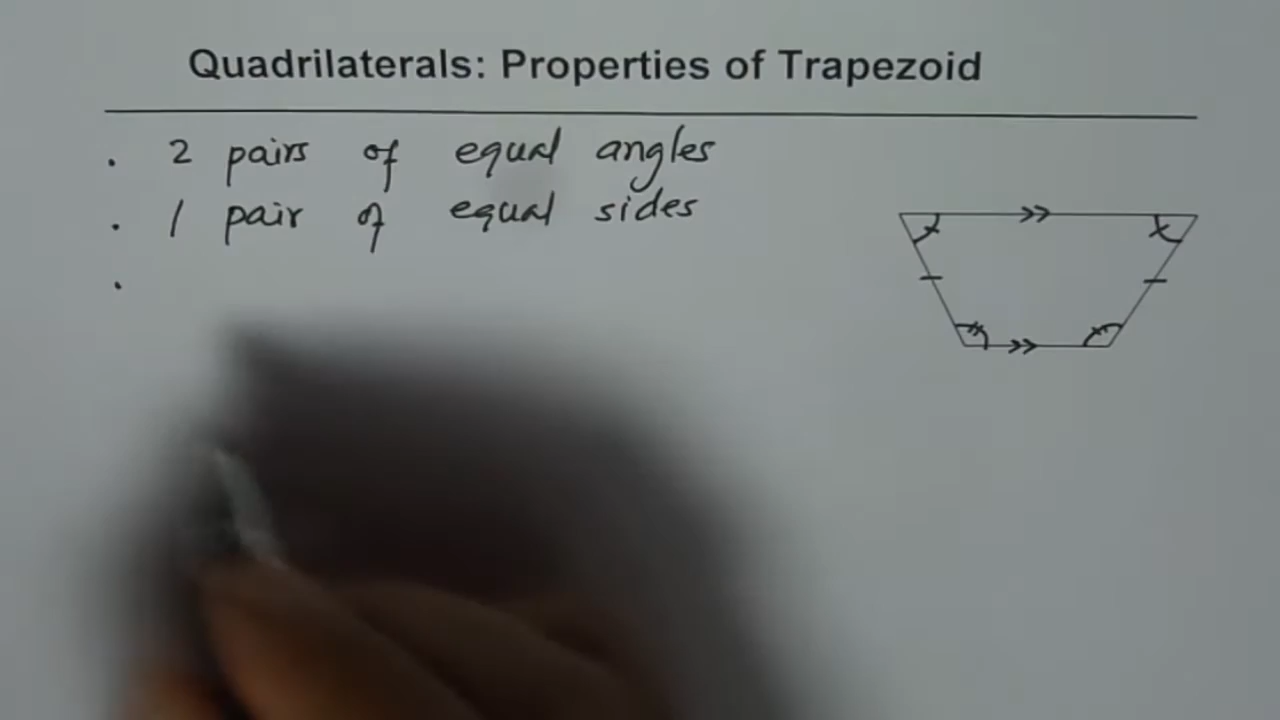 Quadrilaterals: Properties of Trapezoid
. 2 pairs of equal angles
. 1 pair of equal sides
.